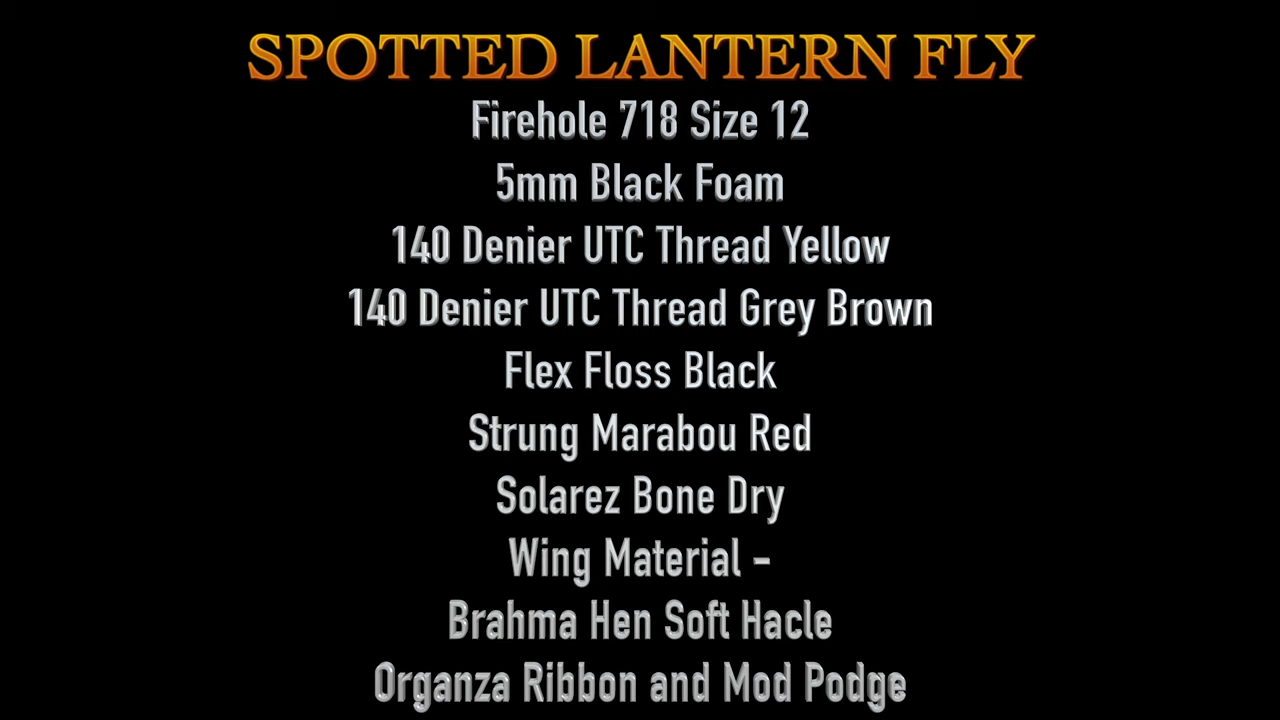 SPOTTED LANTERN FLY
Firehole 718 Size 12
5mm Black Foam
140 Denier UTC Thread Yellow
140 Denier UTC Thread Grey Brown
Flex Floss Black
Strung Marabou Red
Solarez Bone Dry
Wing Material –
Brahma Hen Soft Hacle
Organza Ribbon and Mod Podge